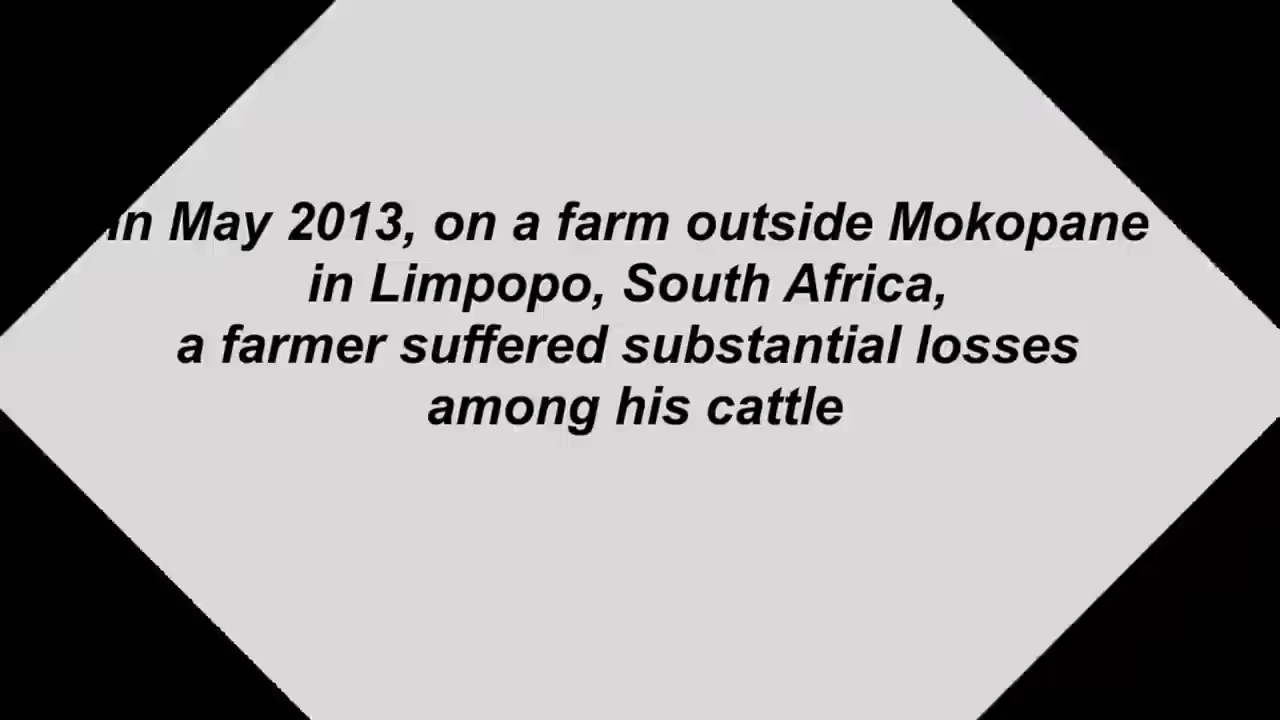 In May 2013, on a farm outside Mokopane
in Limpopo, South Africa,
a farmer suffered substantial losses
among his cattle